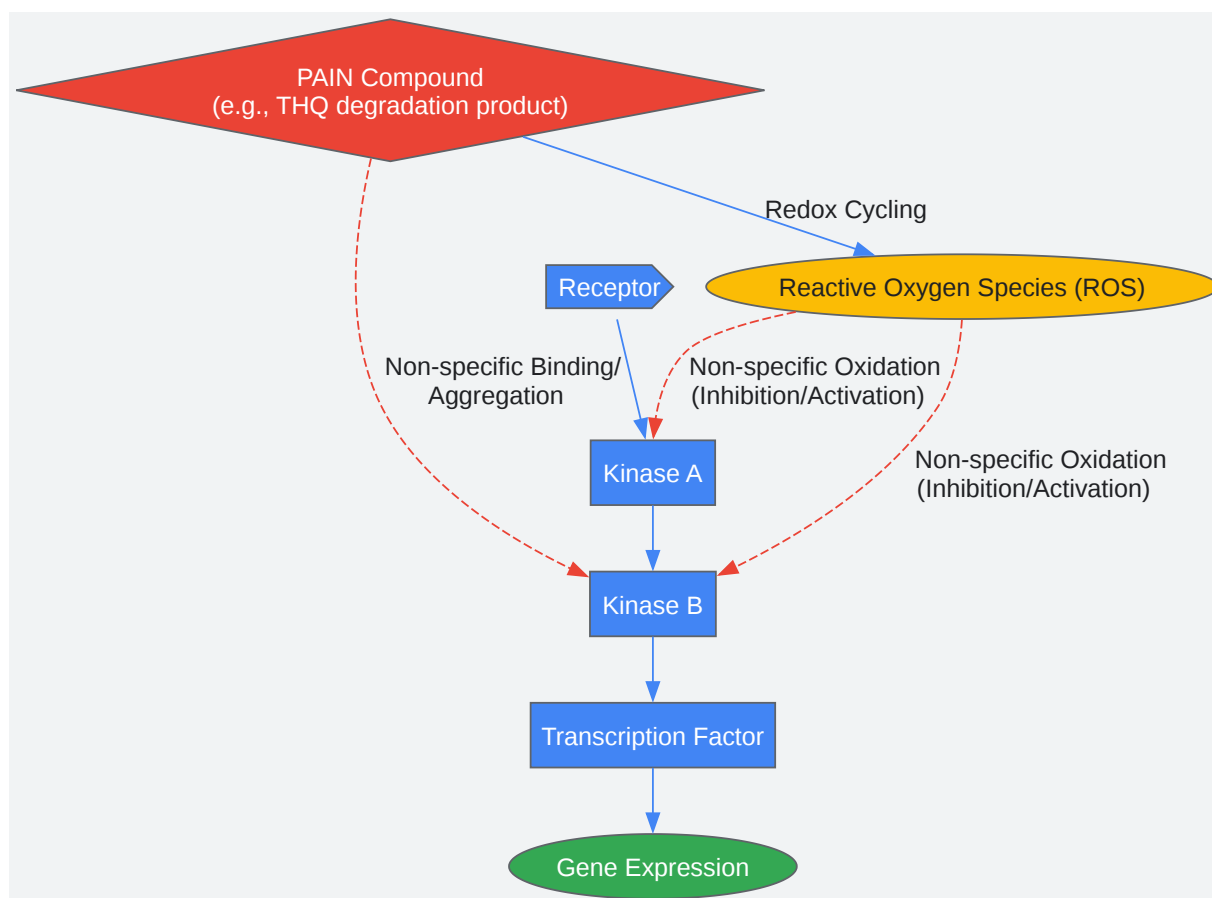 PAIN Compound
(e.g., THQ degradation product)
Redox Cycling
Receptor
Reactive Oxygen Species (ROS)
Non-specific Binding/
Aggregation
Non-specific Oxidation
(Inhibition/Activation)
Non-specific Oxidation
(Inhibition/Activation)
Kinase A
Kinase B
Transcription Factor
Gene Expression